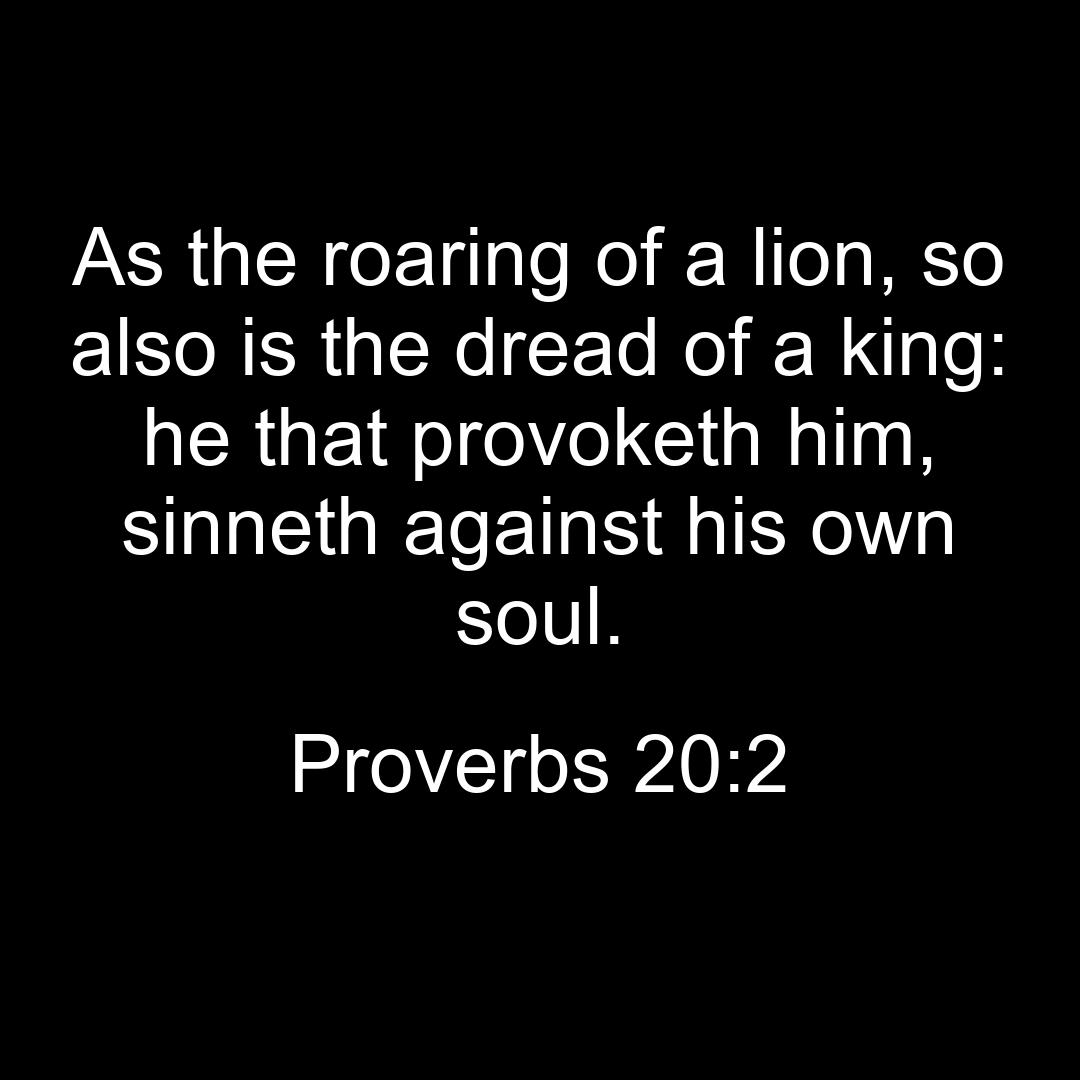 As the roaring of a lion, so
also is the dread of a king:
he that provoketh him,
sinneth against his own
soul.
Proverbs 20:2